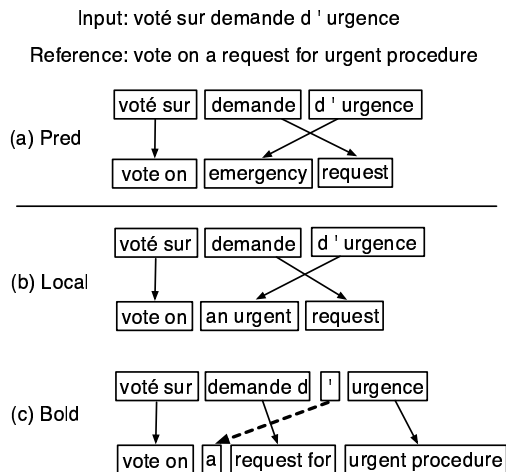 Input: voté sur demande d ' urgence
Reference: vote on a request for urgent procedure
voté sur demande d ' urgence
(a) Pred
vote on emergency request
voté sur demande d ' urgence
(b) Local
vote on an urgent request
voté sur demande d ' urgence
(c) Bold
vote on a request for urgent procedure